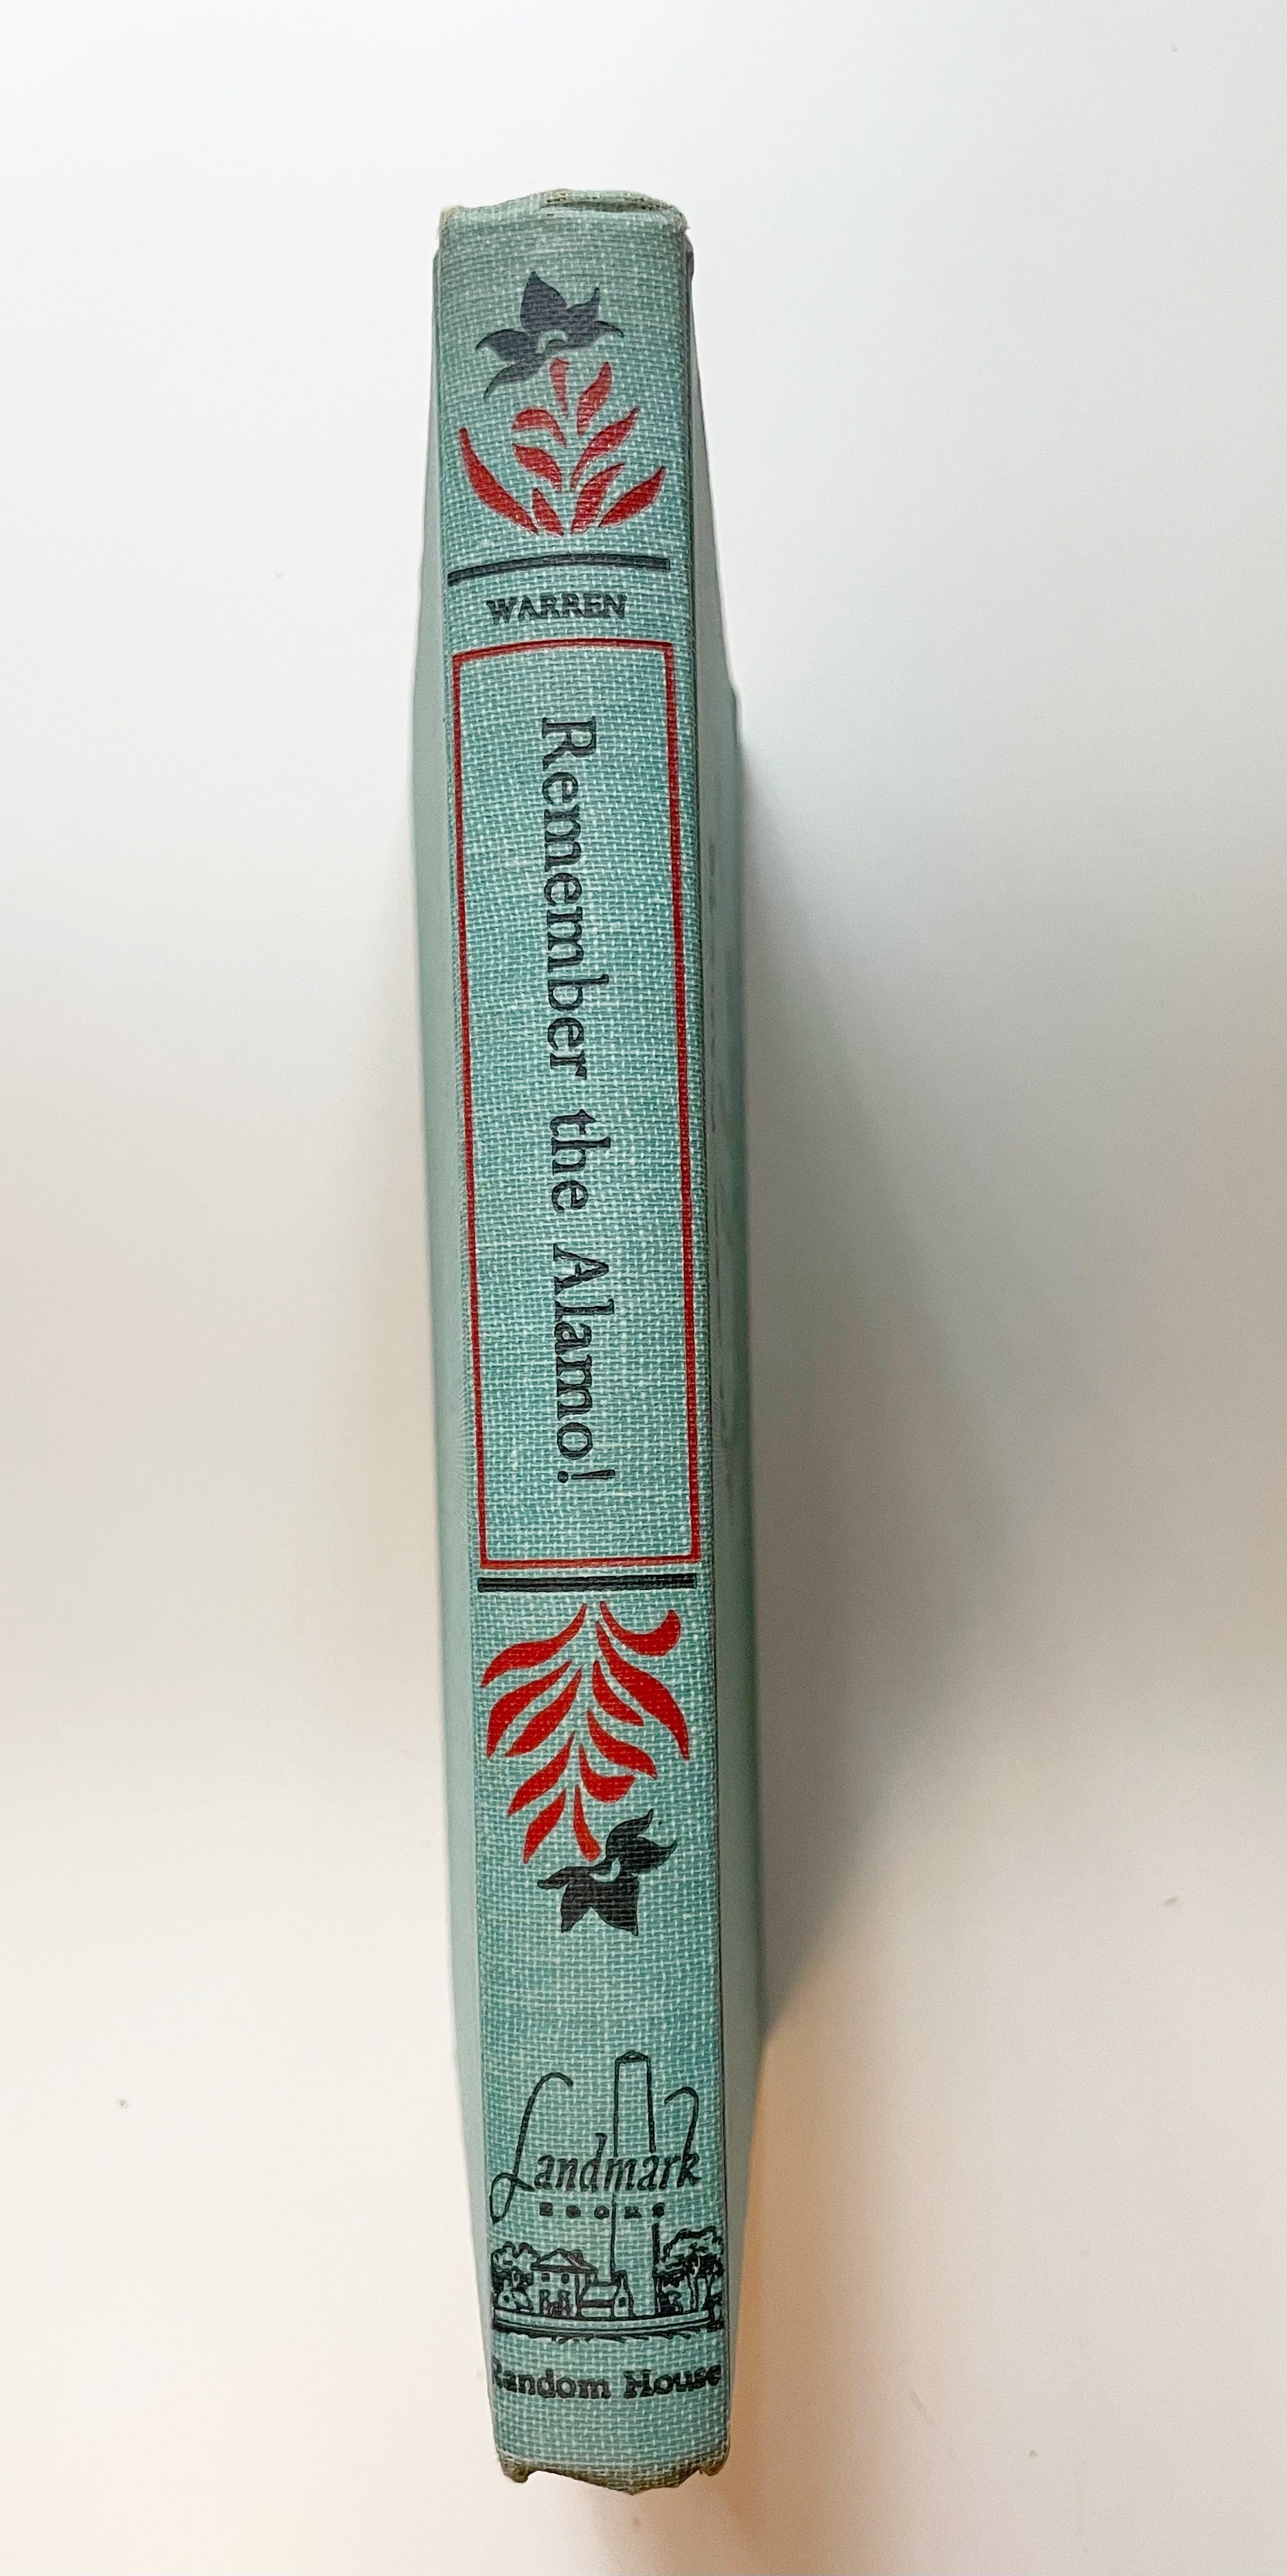 WARREN
Remember the Alamo!
Landmark
BOOKS
Random House